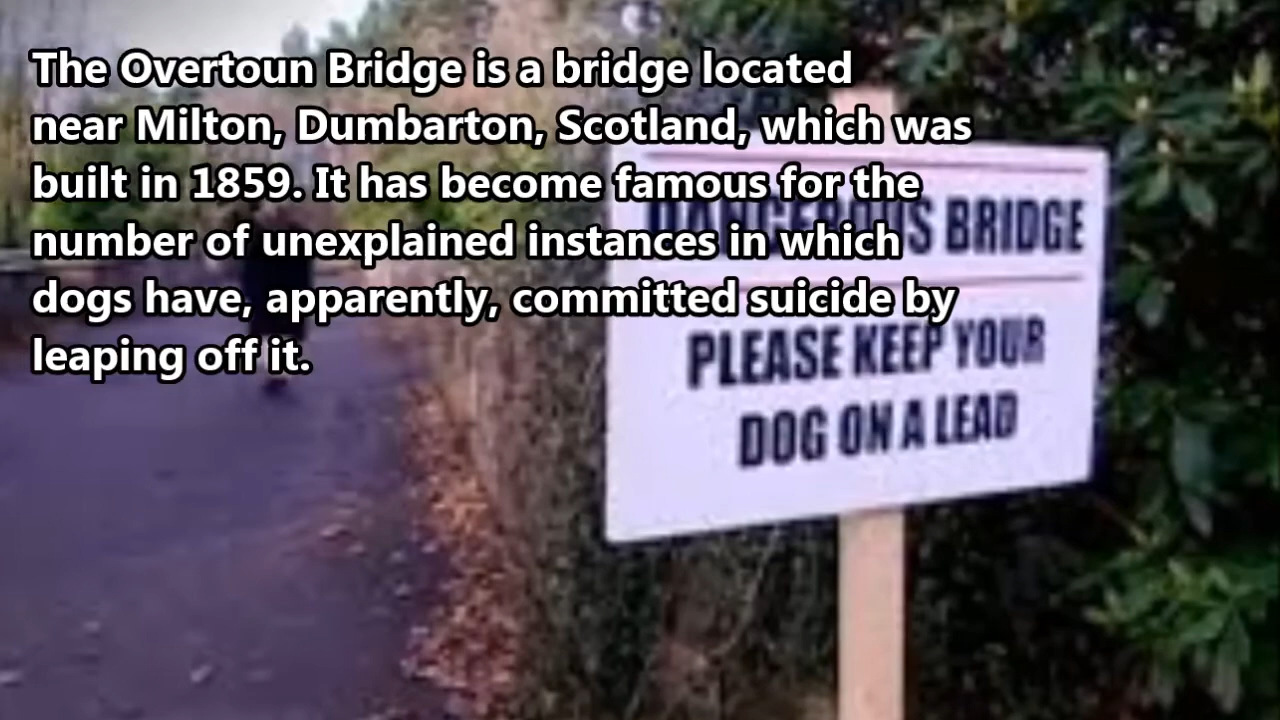 The Overtoun Bridge is a bridge located
near Milton, Dumbarton, Scotland, which was
built in 1859. It has become famous for the
number of unexplained instances in which
dogs have, apparently, committed suicide by
leaping off it.
DANGEROUS BRIDGE
PLEASE KEEP YOUR
DOG ON A LEAD